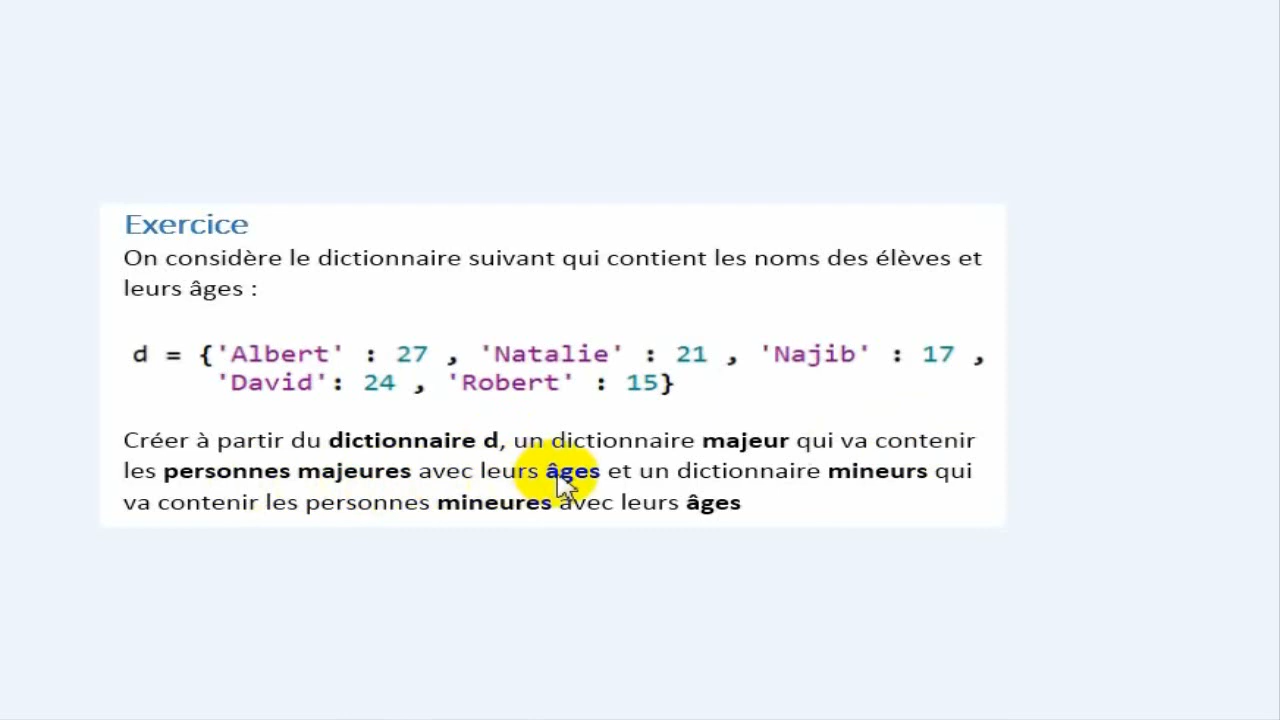 Exercice
On considère le dictionnaire suivant qui contient les noms des élèves et
leurs âges :
d = {'Albert' : 27 , 'Natalie' : 21 , 'Najib' : 17 ,
'David': 24 , 'Robert' : 15}
Créer à partir du dictionnaire d, un dictionnaire majeur qui va contenir
les personnes majeures avec leurs âges et un dictionnaire mineurs qui
va contenir les personnes mineures avec leurs âges